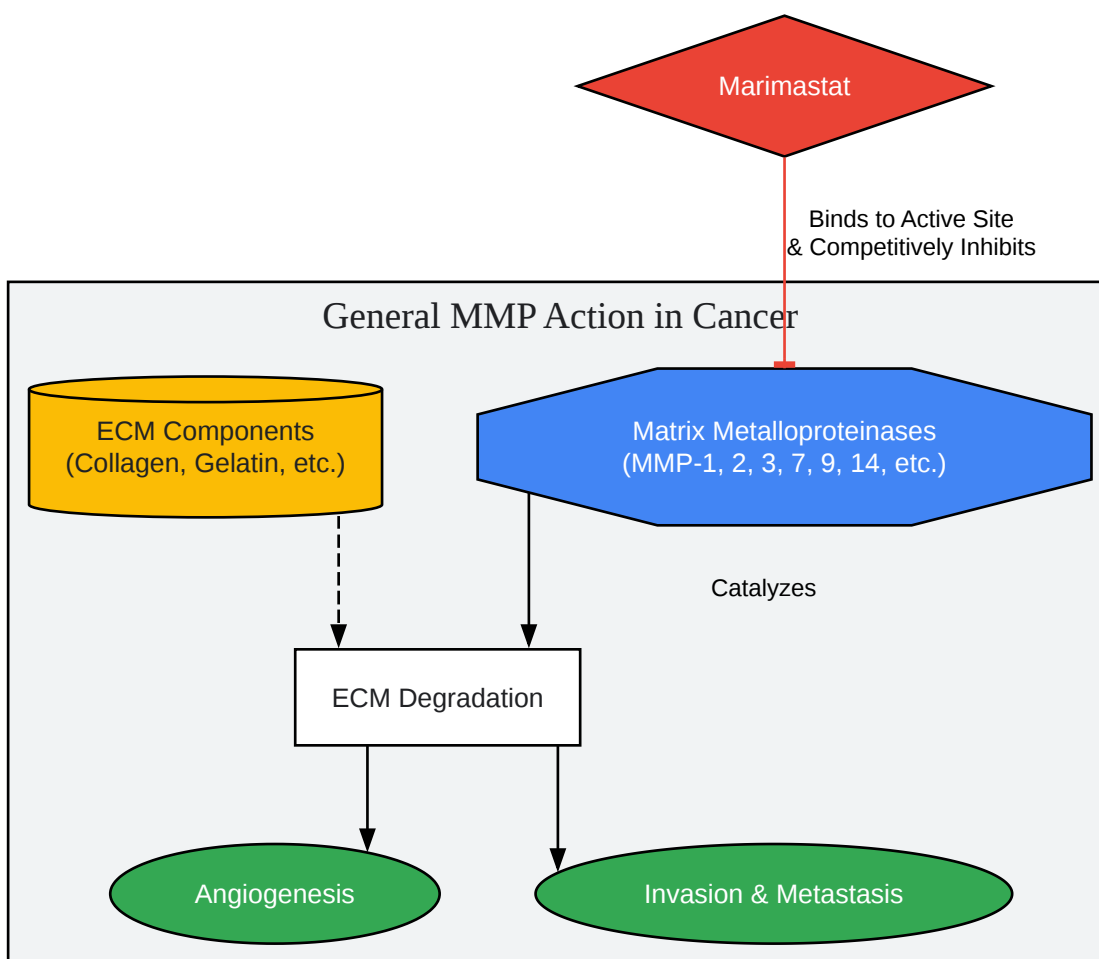 Marimastat
Binds to Active Site
& Competitively Inhibits
General MMP Action in Cancer
ECM Components
(Collagen, Gelatin, etc.)
Matrix Metalloproteinases
(MMP-1, 2, 3, 7, 9, 14, etc.)
Catalyzes
ECM Degradation
Angiogenesis
Invasion & Metastasis